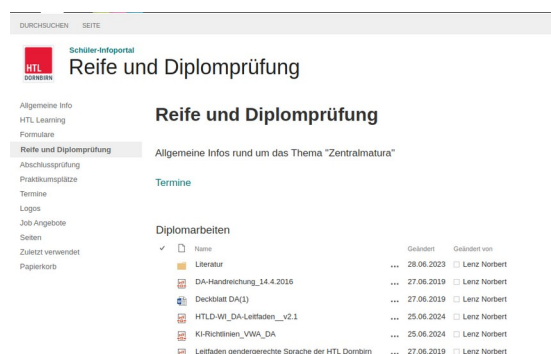 DURCHSUCHEN SEITE
Schüler-Infoportal
Reife und Diplomprüfung
HTL
DORNBIRN
Allgemeine Info
HTL Learning
Formulare
Reife und Diplomprüfung
Abschlussprüfung
Praktikumsplätze
Termine
Logos
Job Angebote
Seiten
Zuletzt verwendet
Papierkorb
Reife und Diplomprüfung
Allgemeine Infos rund um das Thema "Zentralmatura"
Termine
Diplomarbeiten
Name Geändert Geändert von
Literatur ... 28.06.2023 Lenz Norbert
DA-Handreichung_14.4.2016 ... 27.06.2019 Lenz Norbert
Deckblatt DA(1) ... 27.06.2019 Lenz Norbert
HTLD-WI_DA-Leitfaden__v2.1 ... 25.06.2024 Lenz Norbert
KI-Richtlinien_VWA_DA ... 25.06.2024 Lenz Norbert
Leitfaden gendergerechte Sprache der HTL Dornbirn ... 27.06.2019 Lenz Norbert